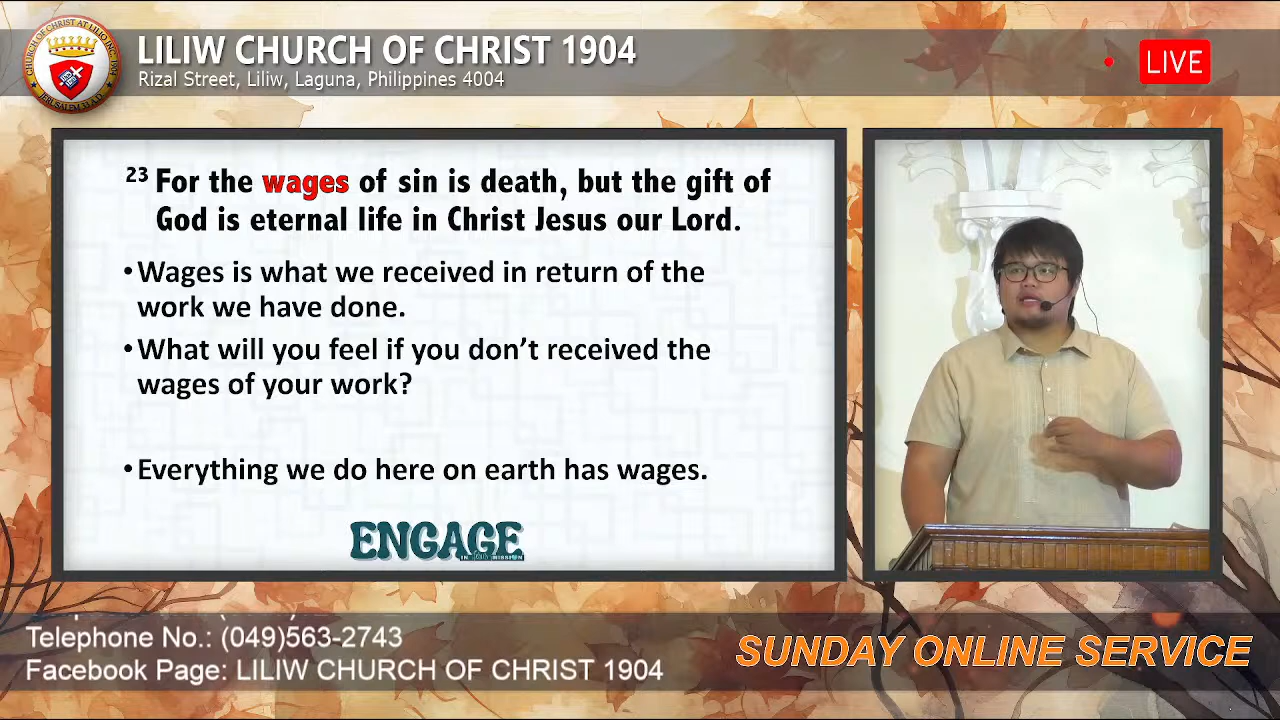 LILIW CHURCH OF CHRIST 1904
Rizal Street, Liliw, Laguna, Philippines 4004
LIVE
23 For the wages of sin is death, but the gift of
God is eternal life in Christ Jesus our Lord.
•Wages is what we received in return of the
work we have done.
•What will you feel if you don’t received the
wages of your work?
•Everything we do here on earth has wages.
ENGAGE
Telephone No.: (049)563-2743
Facebook Page: LILIW CHURCH OF CHRIST 1904
SUNDAY ONLINE SERVICE